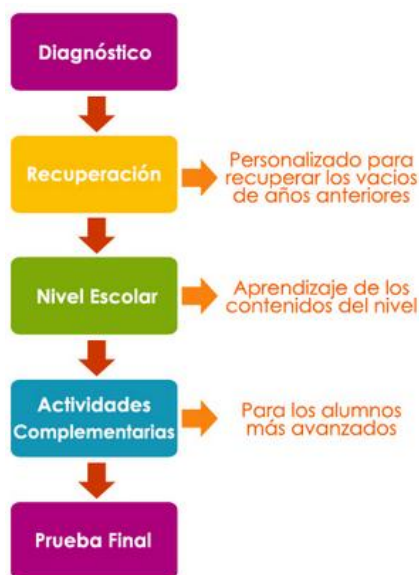 Diagnóstico
Recuperación
Personalizado para
recuperar los vacios
de años anteriores
Nivel Escolar
Aprendizaje de los
contenidos del nivel
Actividades
Complementarias
Para los alumnos
más avanzados
Prueba Final